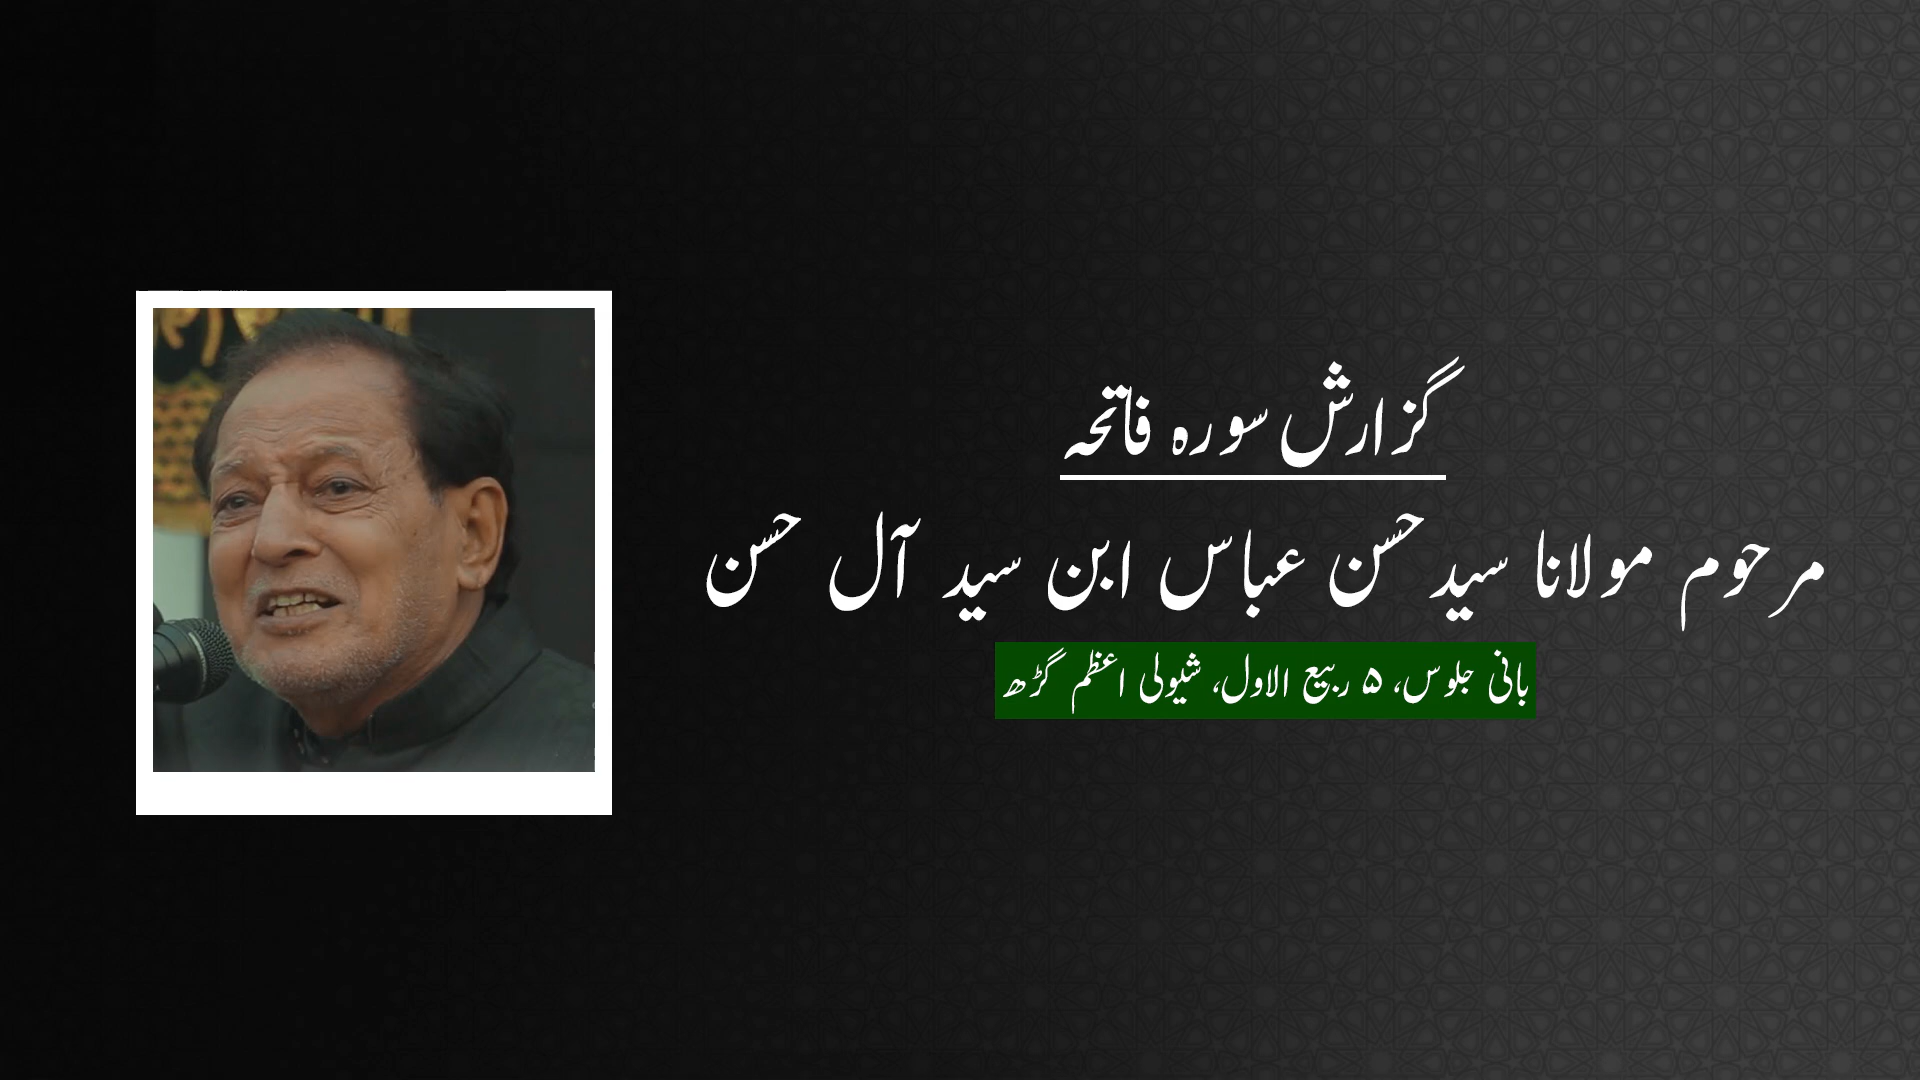 گزارش سورہ فاتحہ
مرحوم مولانا سید حسن عباس ابن سید آل حسن
بانی جلوس، ۵ ربیع الاول، شیولی اعظم گڑھ